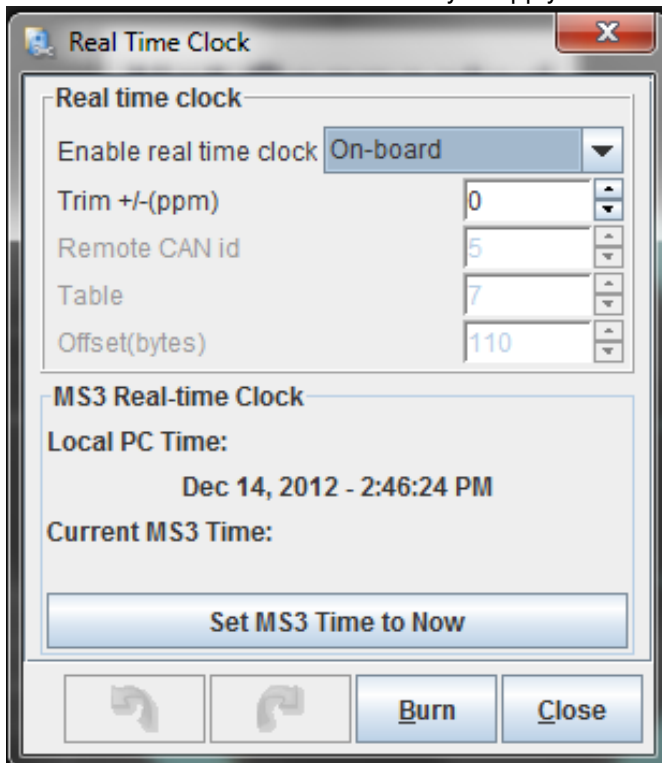 Real Time Clock
Real time clock
Enable real time clock On-board
Trim +/-(ppm) 0
Remote CAN id 5
Table 7
Offset(bytes) 110
MS3 Real-time Clock
Local PC Time:
Dec 14, 2012 - 2:46:24 PM
Current MS3 Time:
Set MS3 Time to Now
Burn Close